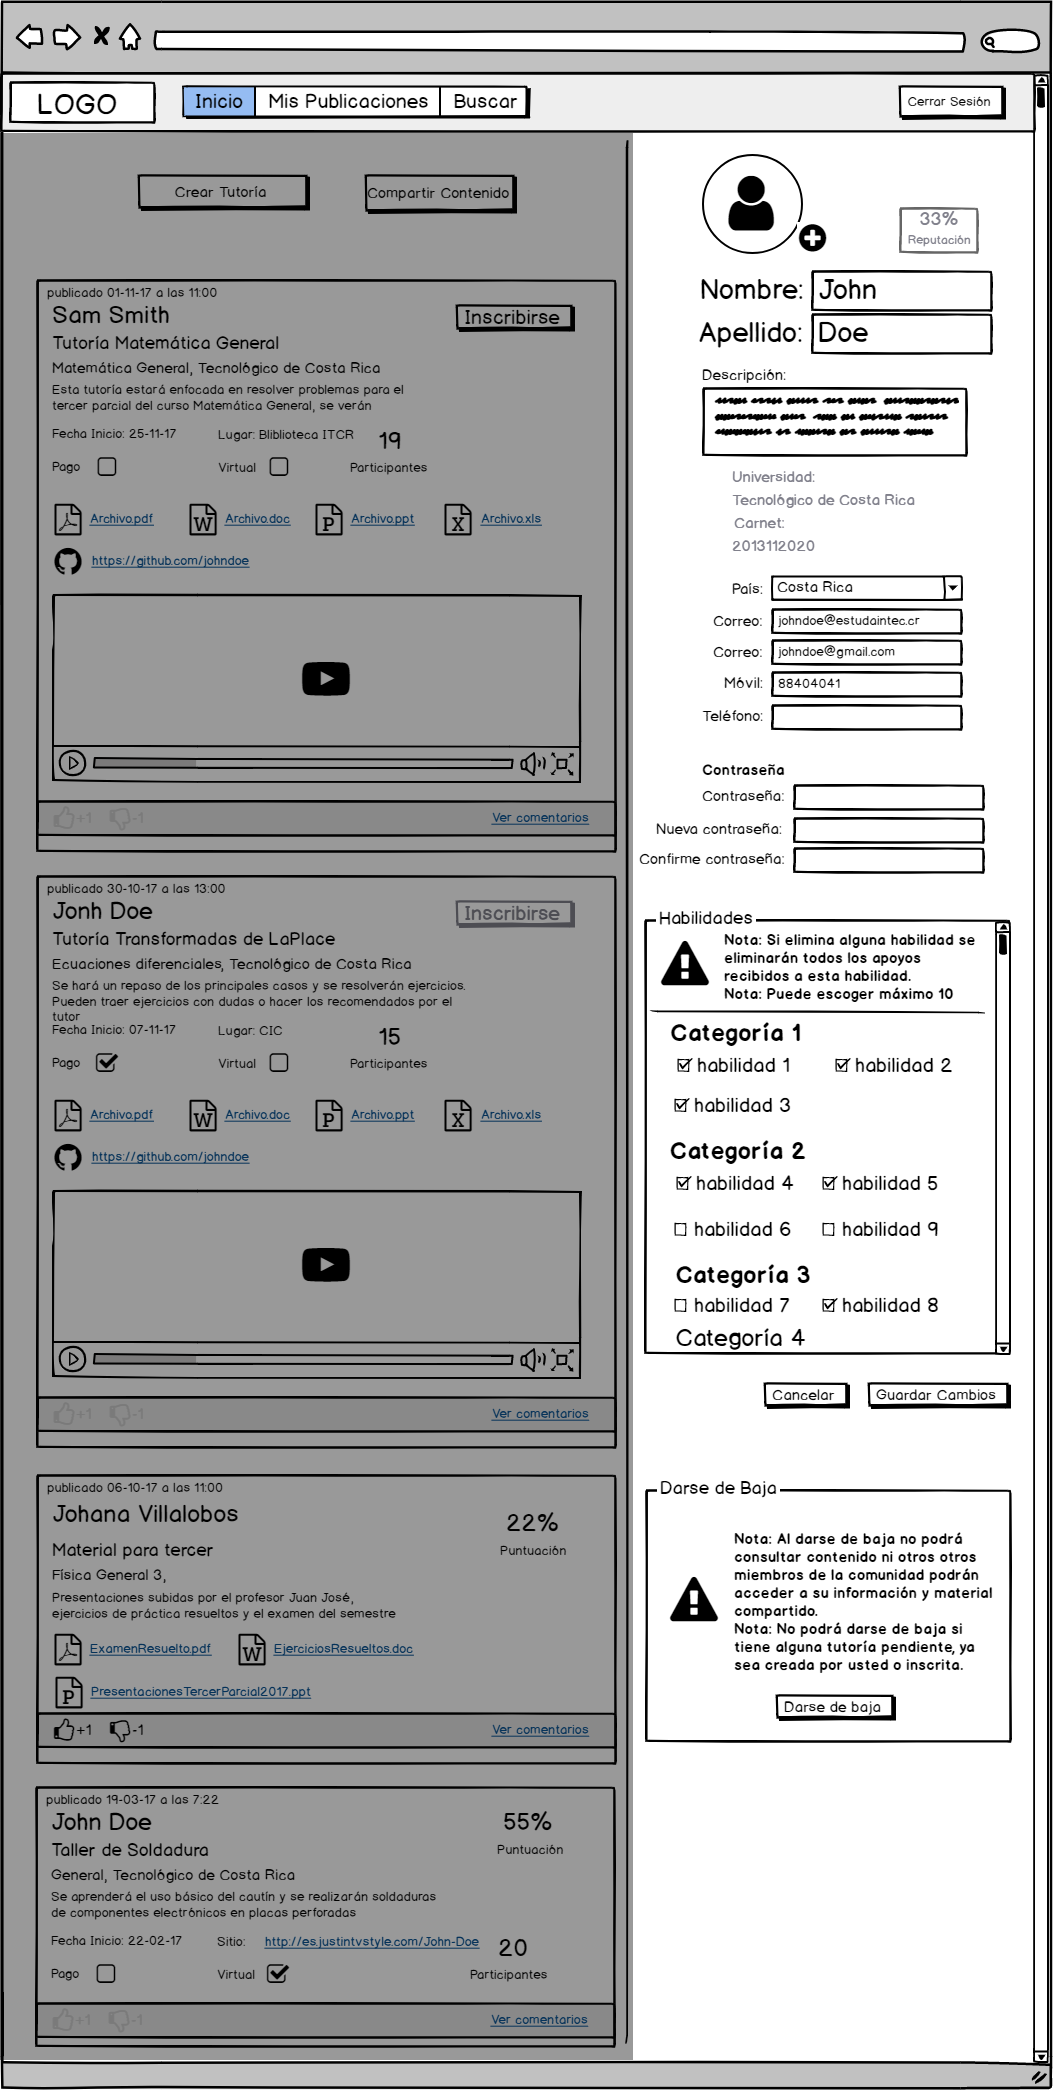 LOGO
Inicio
Mis Publicaciones
Buscar
Cerrar Sesión
Crear Tutoría
Compartir Contenido
publicado 01-11-17 a las 11:00
Sam Smith
Inscribirse
Tutoría Matemática General
Matemática General, Tecnológico de Costa Rica
Esta tutoría estará enfocada en resolver problemas para el
tercer parcial del curso Matemática General, se verán
Fecha Inicio: 25-11-17
Lugar: Bliblioteca ITCR
19
Pago
Virtual
Participantes
Archivo.pdf
Archivo.doc
Archivo.ppt
Archivo.xls
https://github.com/johndoe
+1
-1
Ver comentarios
publicado 30-10-17 a las 13:00
Jonh Doe
Inscribirse
Tutoría Transformadas de LaPlace
Ecuaciones diferenciales, Tecnológico de Costa Rica
Se hará un repaso de los principales casos y se resolverán ejercicios.
Pueden traer ejercicios con dudas o hacer los recomendados por el
tutor
Fecha Inicio: 07-11-17
Lugar: CIC
15
Pago
Virtual
Participantes
Archivo.pdf
Archivo.doc
Archivo.ppt
Archivo.xls
https://github.com/johndoe
+1
-1
Ver comentarios
publicado 06-10-17 a las 11:00
Johana Villalobos
22%
Puntuación
Material para tercer
Física General 3,
Presentaciones subidas por el profesor Juan José,
ejercicios de práctica resueltos y el examen del semestre
ExamenResuelto.pdf
EjerciciosResueltos.doc
PresentacionesTercerParcial2017.ppt
+1
-1
Ver comentarios
publicado 19-03-17 a las 7:22
John Doe
55%
Puntuación
Taller de Soldadura
General, Tecnológico de Costa Rica
Se aprenderá el uso básico del cautín y se realizarán soldaduras
de componentes electrónicos en placas perforadas
Fecha Inicio: 22-02-17
Sitio:
http://es.justintvstyle.com/John-Doe
20
Pago
Virtual
Participantes
+1
-1
Ver comentarios
33%
Reputación
Nombre: John
Apellido: Doe
Descripción:
Universidad:
Tecnológico de Costa Rica
Carnet:
2013112020
País: Costa Rica
Correo: johndoe@estudaintec.cr
Correo: johndoe@gmail.com
Móvil: 88404041
Teléfono:
Contraseña
Contraseña:
Nueva contraseña:
Confirme contraseña:
Habilidades
Nota: Si elimina alguna habilidad se
eliminarán todos los apoyos
recibidos a esta habilidad.
Nota: Puede escoger máximo 10
Categoría 1
habilidad 1
habilidad 2
habilidad 3
Categoría 2
habilidad 4
habilidad 5
habilidad 6
habilidad 9
Categoría 3
habilidad 7
habilidad 8
Categoría 4
Cancelar
Guardar Cambios
Darse de Baja
Nota: Al darse de baja no podrá
consultar contenido ni otros otros
miembros de la comunidad podrán
acceder a su información y material
compartido.
Nota: No podrá darse de baja si
tiene alguna tutoría pendiente, ya
sea creada por usted o inscrita.
Darse de baja